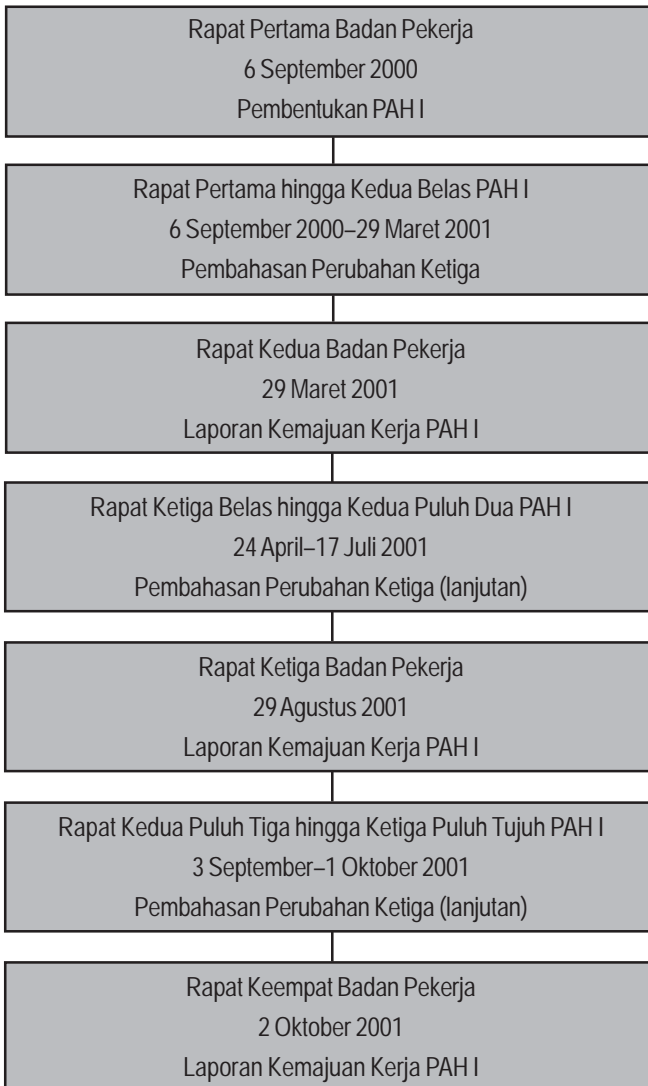 Rapat Pertama Badan Pekerja
6 September 2000
Pembentukan PAH I
Rapat Pertama hingga Kedua Belas PAH I
6 September 2000–29 Maret 2001
Pembahasan Perubahan Ketiga
Rapat Kedua Badan Pekerja
29 Maret 2001
Laporan Kemajuan Kerja PAH I
Rapat Ketiga Belas hingga Kedua Puluh Dua PAH I
24 April–17 Juli 2001
Pembahasan Perubahan Ketiga (lanjutan)
Rapat Ketiga Badan Pekerja
29 Agustus 2001
Laporan Kemajuan Kerja PAH I
Rapat Kedua Puluh Tiga hingga Ketiga Puluh Tujuh PAH I
3 September–1 Oktober 2001
Pembahasan Perubahan Ketiga (lanjutan)
Rapat Keempat Badan Pekerja
2 Oktober 2001
Laporan Kemajuan Kerja PAH I